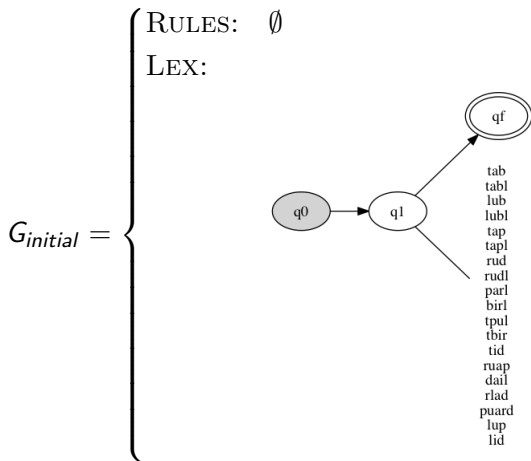 RULES: ∅
LEX:
G_initial =
q0
q1
qf
tab
tabl
lub
lubl
tap
tapl
rud
rudl
parl
birl
tpul
tbir
tid
ruap
dail
rlad
puard
lup
lid